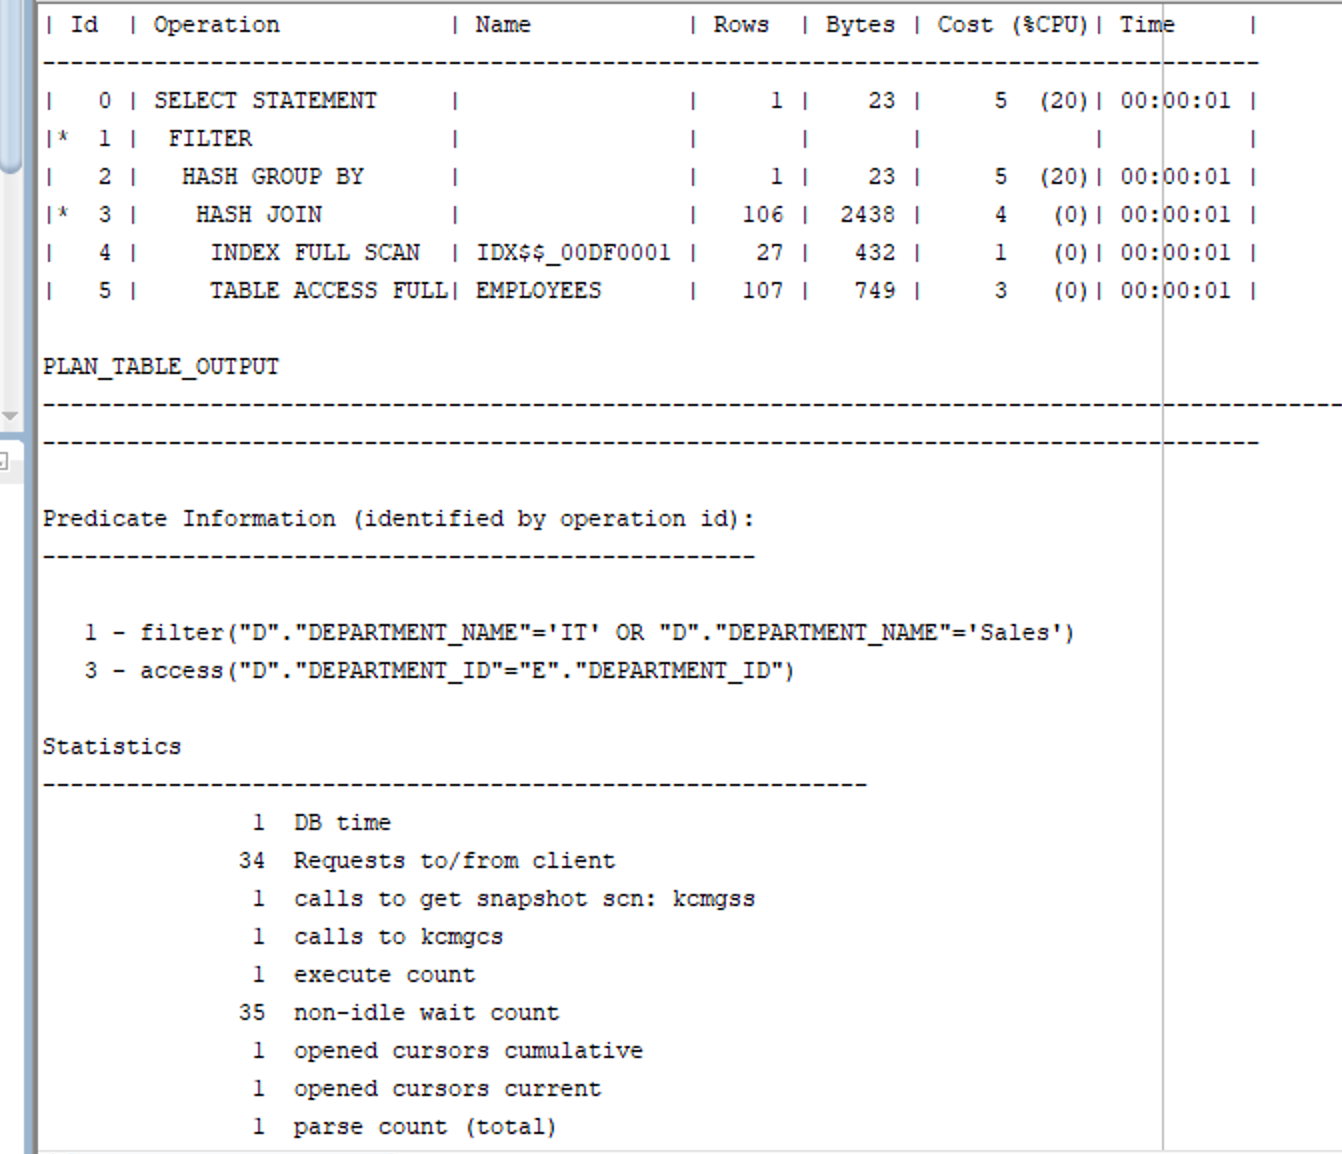 | Id  | Operation            | Name           | Rows  | Bytes | Cost (%CPU)| Time     |
---------------------------------------------------------------------------------------
|   0 | SELECT STATEMENT     |                |     1 |    23 |     5  (20)| 00:00:01 |
|*  1 |  FILTER              |                |       |       |            |          |
|   2 |   HASH GROUP BY      |                |     1 |    23 |     5  (20)| 00:00:01 |
|*  3 |    HASH JOIN         |                |   106 |  2438 |     4   (0)| 00:00:01 |
|   4 |     INDEX FULL SCAN  | IDX$$_00DF0001 |    27 |   432 |     1   (0)| 00:00:01 |
|   5 |     TABLE ACCESS FULL| EMPLOYEES      |   107 |   749 |     3   (0)| 00:00:01 |
PLAN_TABLE_OUTPUT
---------------------------------------------------------------------------------------------
---------------------------------------------------------------------------------------
Predicate Information (identified by operation id):
---------------------------------------------------
   1 - filter("D"."DEPARTMENT_NAME"='IT' OR "D"."DEPARTMENT_NAME"='Sales')
   3 - access("D"."DEPARTMENT_ID"="E"."DEPARTMENT_ID")
Statistics
-----------------------------------------------------------
               1  DB time
              34  Requests to/from client
               1  calls to get snapshot scn: kcmgss
               1  calls to kcmgcs
               1  execute count
              35  non-idle wait count
               1  opened cursors cumulative
               1  opened cursors current
               1  parse count (total)